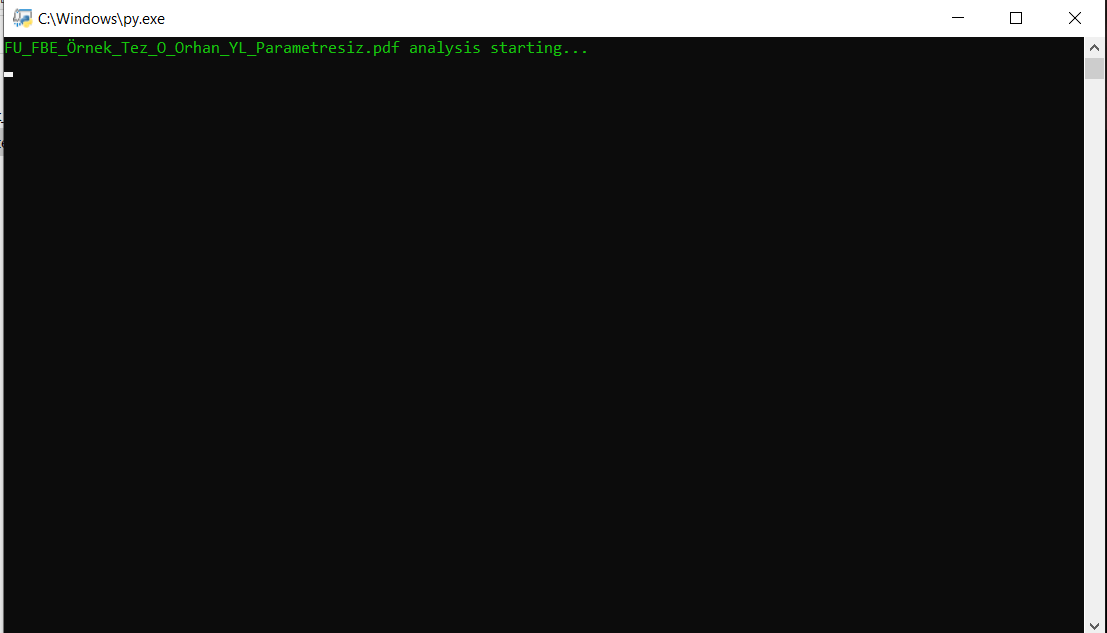 C:\Windows\py.exe
FU_FBE_Örnek_Tez_O_Orhan_YL_Parametresiz.pdf analysis starting...